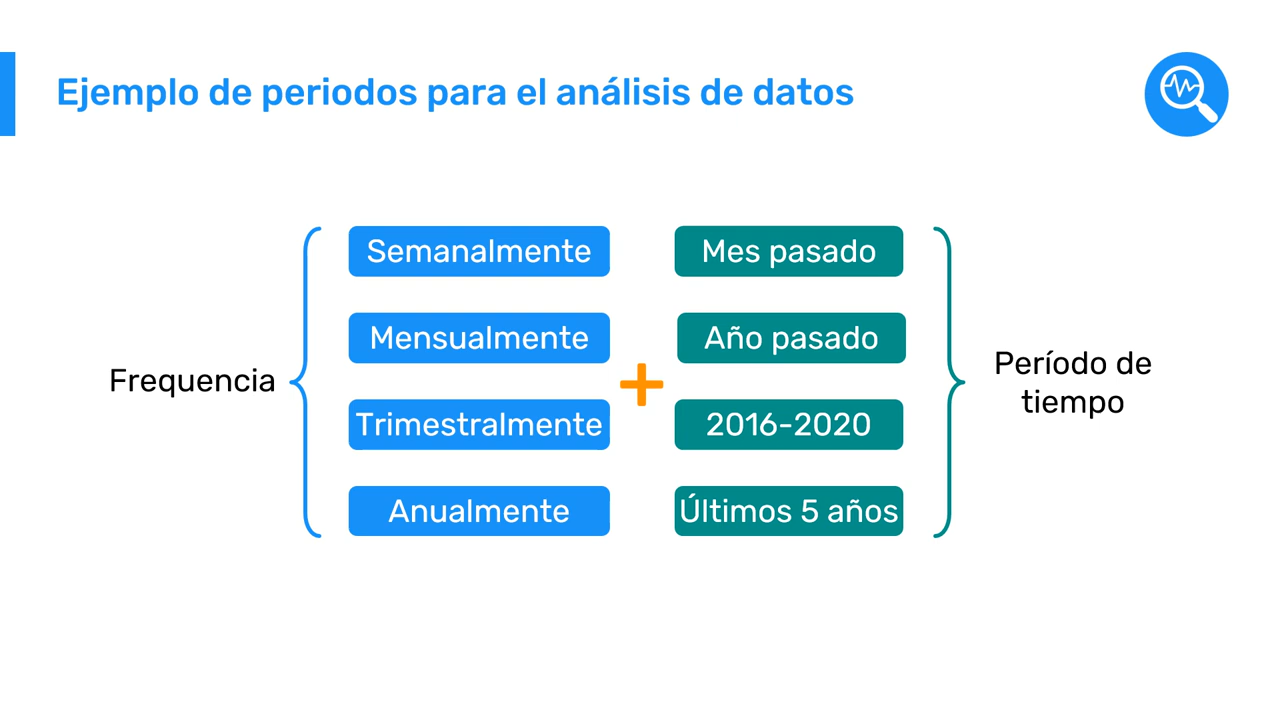 Ejemplo de periodos para el análisis de datos
Semanalmente
Mes pasado
Mensualmente
Año pasado
Frequencia
+
Período de
tiempo
Trimestralmente
2016-2020
Anualmente
Últimos 5 años